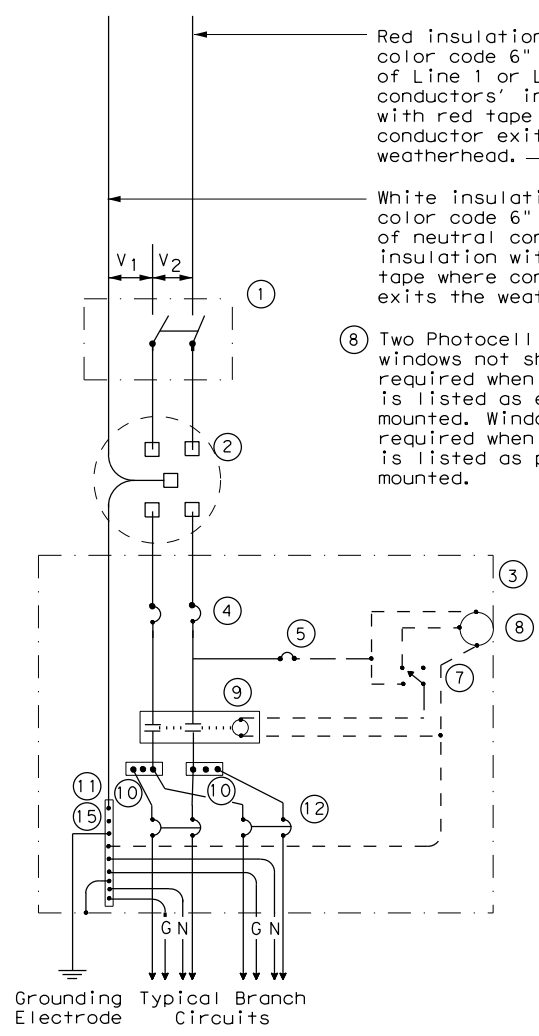 Red insulation
color code 6"
of Line 1 or L
conductors' in
with red tape
conductor exit
weatherhead.
White insulati
color code 6"
of neutral con
insulation wit
tape where con
exits the weat
V1 V2
1
8 Two Photocell
windows not sh
required when
is listed as e
mounted. Windo
required when
is listed as p
mounted.
2
3
4
5
8
7
9
11
10
10
12
15
G N
G N
Grounding
Electrode
Typical Branch
Circuits